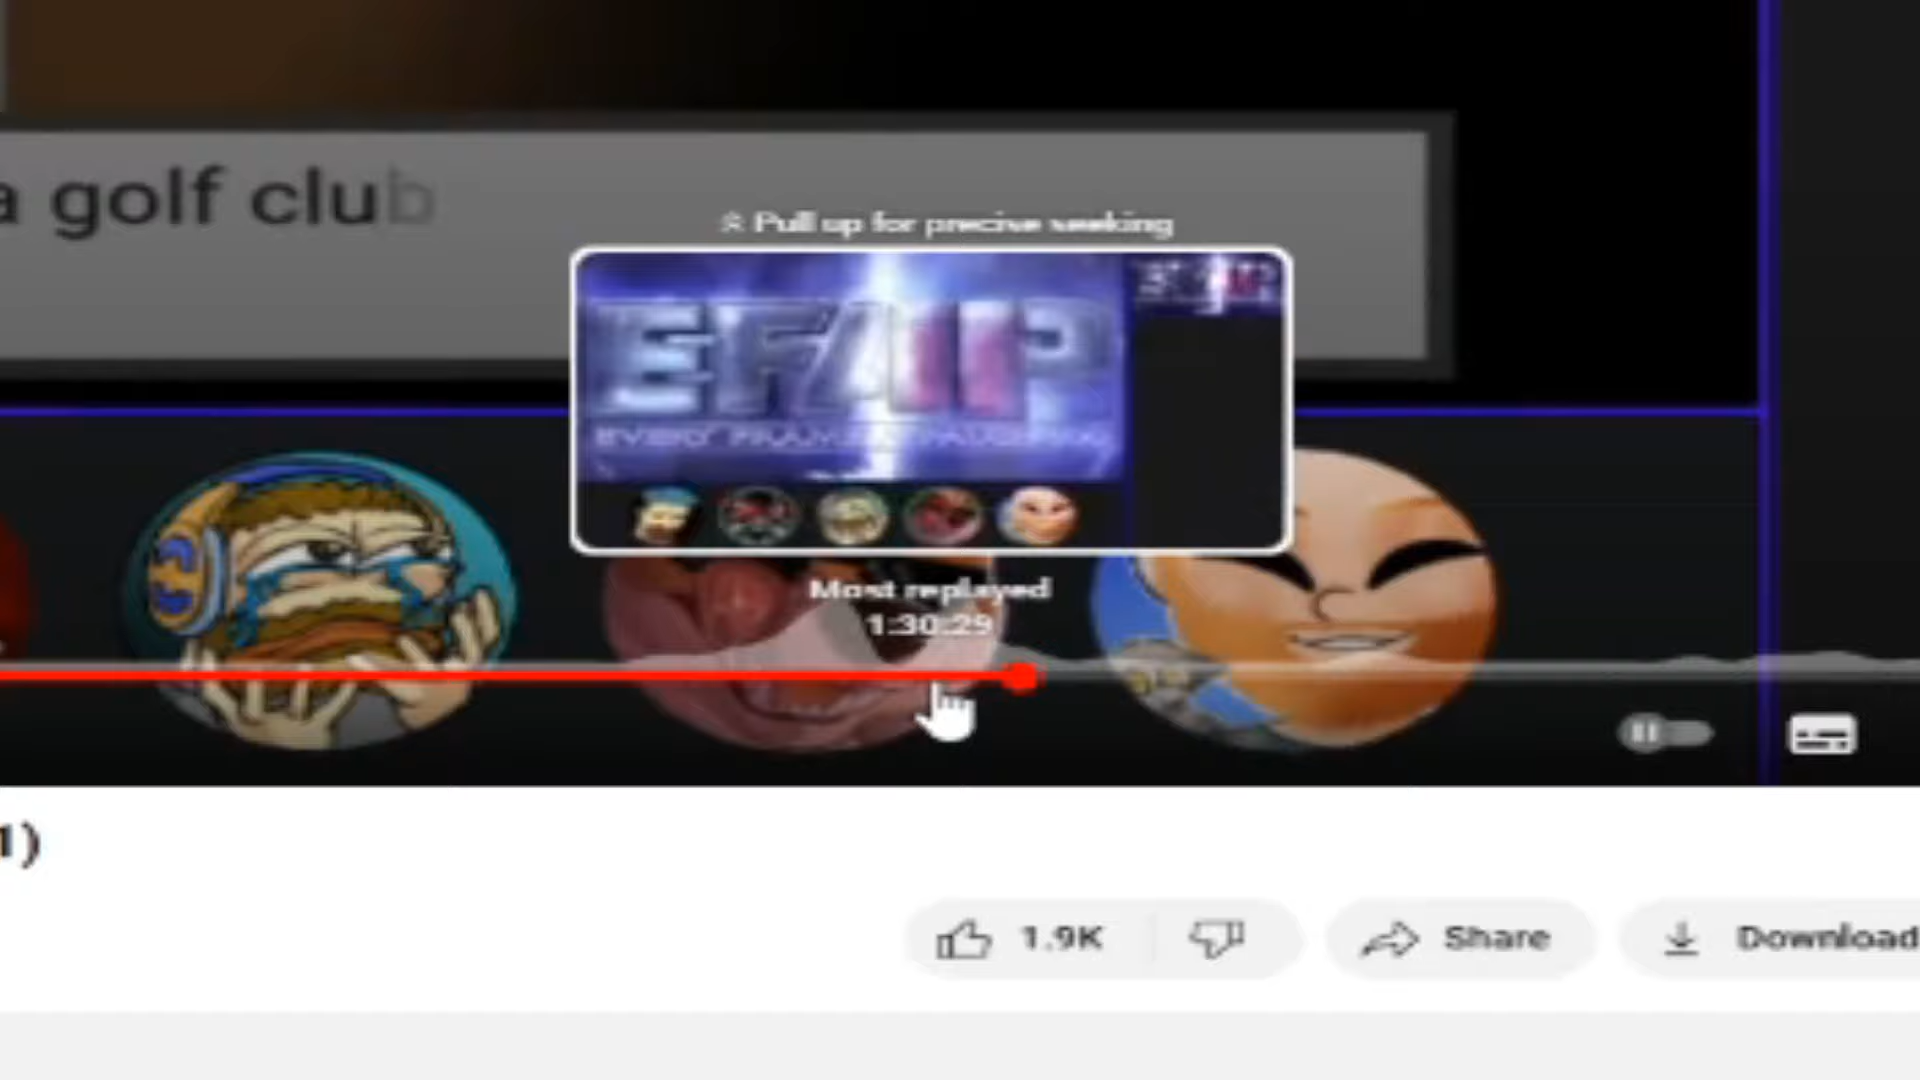 a golf club
Pull up for precise seeking
EFAP
Most replayed
1:30:29
1)
1.9K
Share
Download